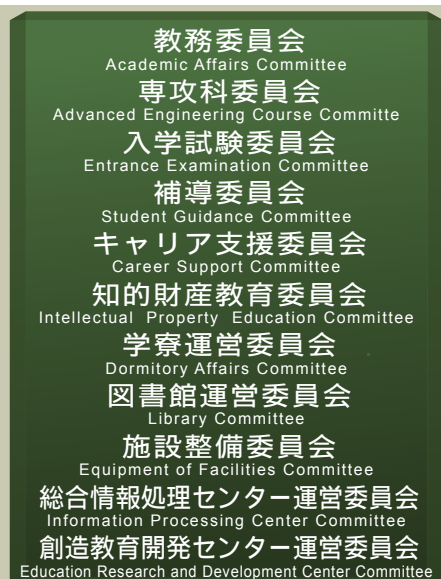 教務委員会
Academic Affairs Committee
専攻科委員会
Advanced Engineering Course Committe
入学試験委員会
Entrance Examination Committee
補導委員会
Student Guidance Committee
キャリア支援委員会
Career Support Committee
知的財産教育委員会
Intellectual Property Education Committee
学寮運営委員会
Dormitory Affairs Committee
図書館運営委員会
Library Committee
施設整備委員会
Equipment of Facilities Committee
総合情報処理センター運営委員会
Information Processing Center Committee
創造教育開発センター運営委員会
Education Research and Development Center Committee